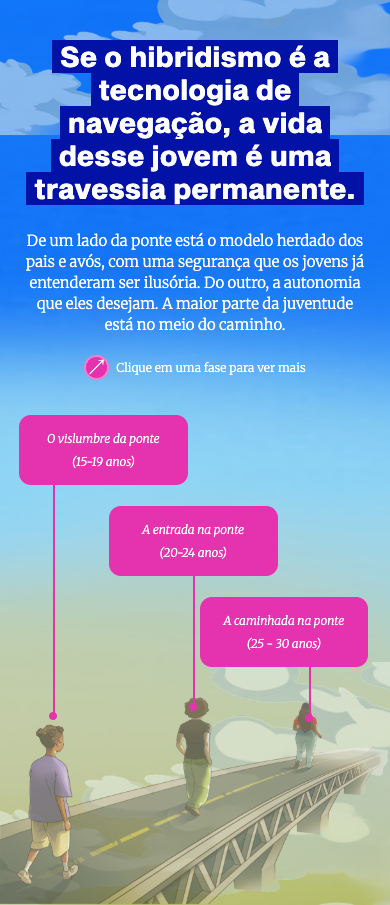 Se o hibridismo é a
tecnologia de
navegação, a vida
desse jovem é uma
travessia permanente.
De um lado da ponte está o modelo herdado dos
pais e avós, com uma segurança que os jovens já
entenderam ser ilusória. Do outro, a autonomia
que eles desejam. A maior parte da juventude
está no meio do caminho.
Clique em uma fase para ver mais
O vislumbre da ponte
(15-19 anos)
A entrada na ponte
(20-24 anos)
A caminhada na ponte
(25 - 30 anos)